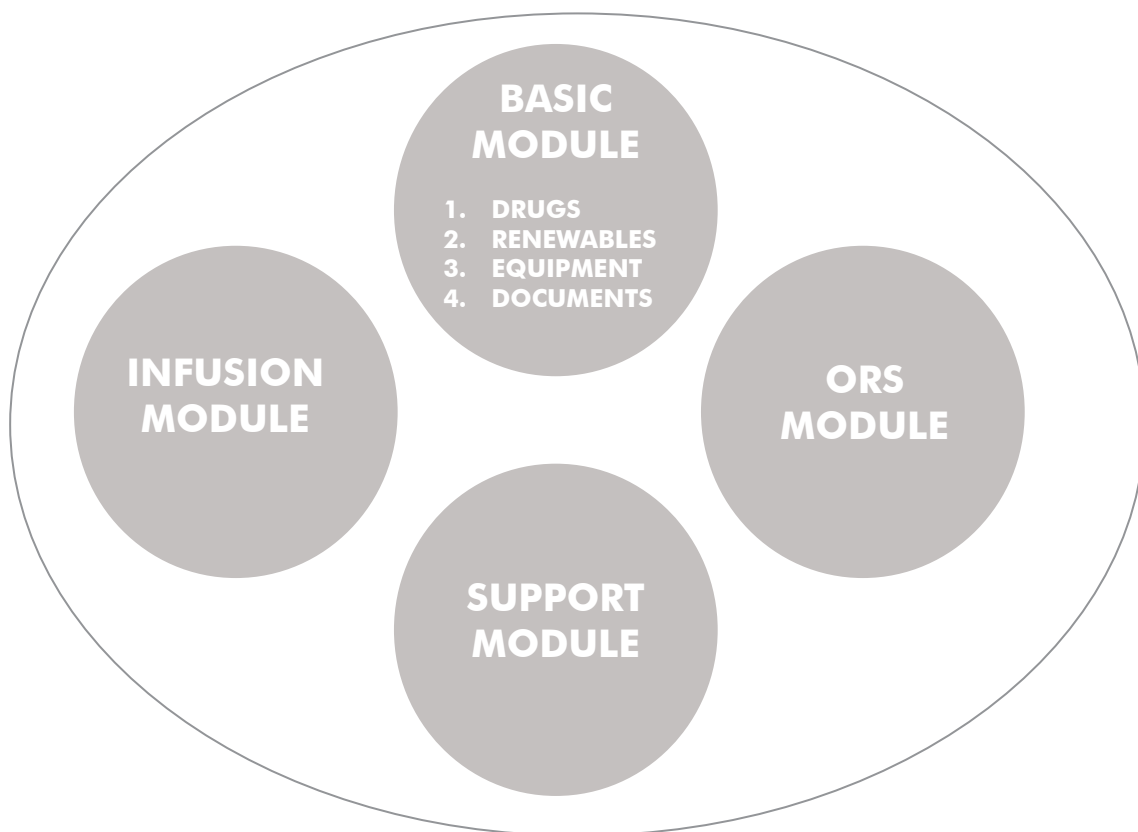 BASIC
MODULE
1. DRUGS
2. RENEWABLES
3. EQUIPMENT
4. DOCUMENTS
INFUSION
MODULE
ORS
MODULE
SUPPORT
MODULE